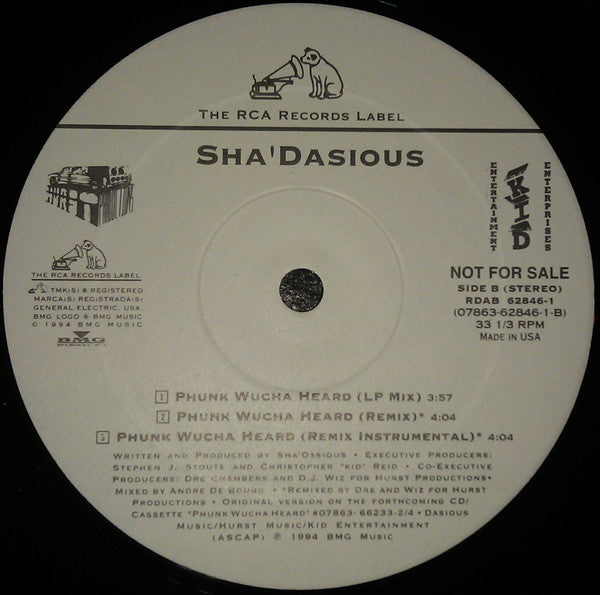 THE RCA RECORDS LABEL
SHA'DASIOUS
ENTERTAINMENT
KID
ENTERPRISES
THE RCA RECORDS LABEL
TMK(S) ® REGISTERED
MARCA(S) REGISTRADA(S)
GENERAL ELECTRIC, USA.
BMG LOGO ® BMG MUSIC
© 1994 BMG MUSIC
BMG
NOT FOR SALE
SIDE B (STEREO)
RDAB 62846-1
(07863-62846-1-B)
33 1/3 RPM
MADE IN USA
1 PHUNK WUCHA HEARD (LP MIX) 3:57
2 PHUNK WUCHA HEARD (REMIX)* 4:04
3 PHUNK WUCHA HEARD (REMIX INSTRUMENTAL)* 4:04
WRITTEN AND PRODUCED BY SHA'DASIOUS • EXECUTIVE PRODUCERS:
STEPHEN J. STOUTE AND CHRISTOPHER "KID" REID • CO-EXECUTIVE
PRODUCERS: DRE CHAMBERS AND D.J. WIZ FOR HURST PRODUCTIONS•
MIXED BY ANDRE DE BOURG • *REMIXED BY DRE AND WIZ FOR HURST
PRODUCTIONS • ORIGINAL VERSION ON THE FORTHCOMING CD/
CASSETTE "PHUNK WUCHA HEARD" #07863-66233-2/4 • DASIOUS
MUSIC/HURST MUSIC/KID ENTERTAINMENT
(ASCAP) ℗ 1994 BMG MUSIC